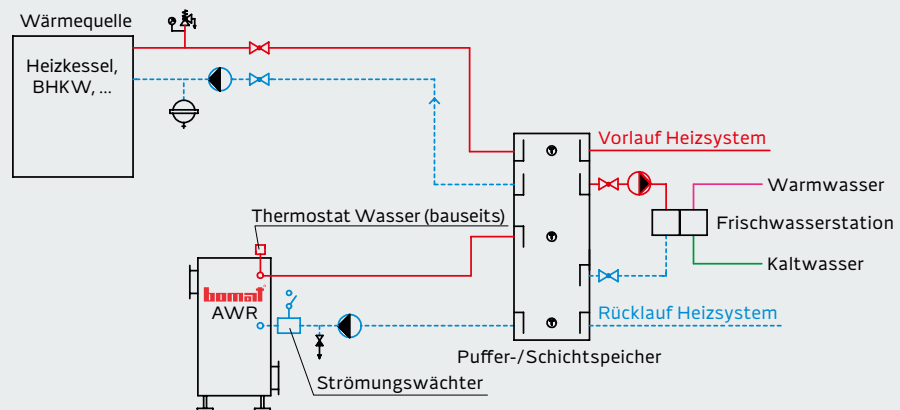 Wärmequelle
Heizkessel,
BHKW, ...
Vorlauf Heizsystem
Warmwasser
Thermostat Wasser (bauseits)
Frischwasserstation
Kaltwasser
bomat
AWR
Rücklauf Heizsystem
Puffer-/Schichtspeicher
Strömungswächter